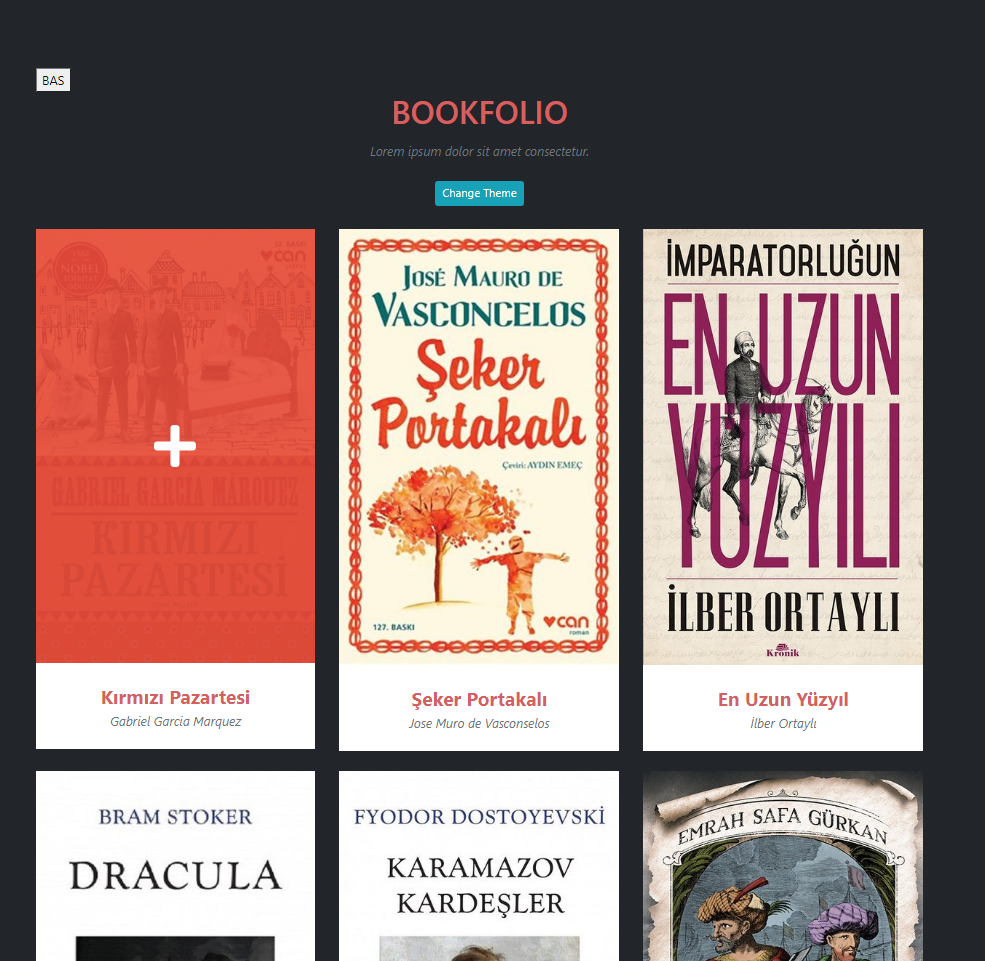 BAS
BOOKFOLIO
Lorem ipsum dolor sit amet consectetur.
Change Theme
NOBEL
can
GABRIEL GARCIA MARQUEZ
KIRMIZI
PAZARTESİ
Kırmızı Pazartesi
Gabriel Garcia Marquez
JOSÉ MAURO DE
VASCONCELOS
Şeker
Portakalı
Çeviri: AYDIN EMEÇ
127. BASKI
can
roman
Şeker Portakalı
Jose Muro de Vasconselos
İMPARATORLUĞUN
EN UZUN
YÜZYILI
İLBER ORTAYLI
Kronik
En Uzun Yüzyıl
İlber Ortaylı
BRAM STOKER
DRACULA
FYODOR DOSTOYEVSKİ
KARAMAZOV
KARDEŞLER
EMRAH SAFA GÜRKAN